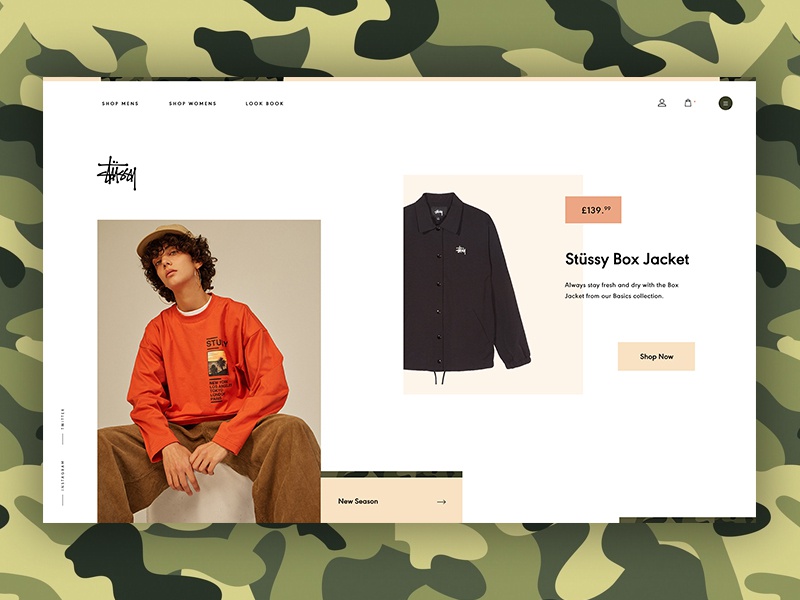 SHOP MENS
SHOP WOMENS
LOOK BOOK
Stüssy
£139.99
Stüssy Box Jacket
Always stay fresh and dry with the Box
Jacket from our Basics collection.
Shop Now
NEW YORK
LOS ANGELES
TOKYO
LONDON
PARIS
TWITTER
INSTAGRAM
New Season